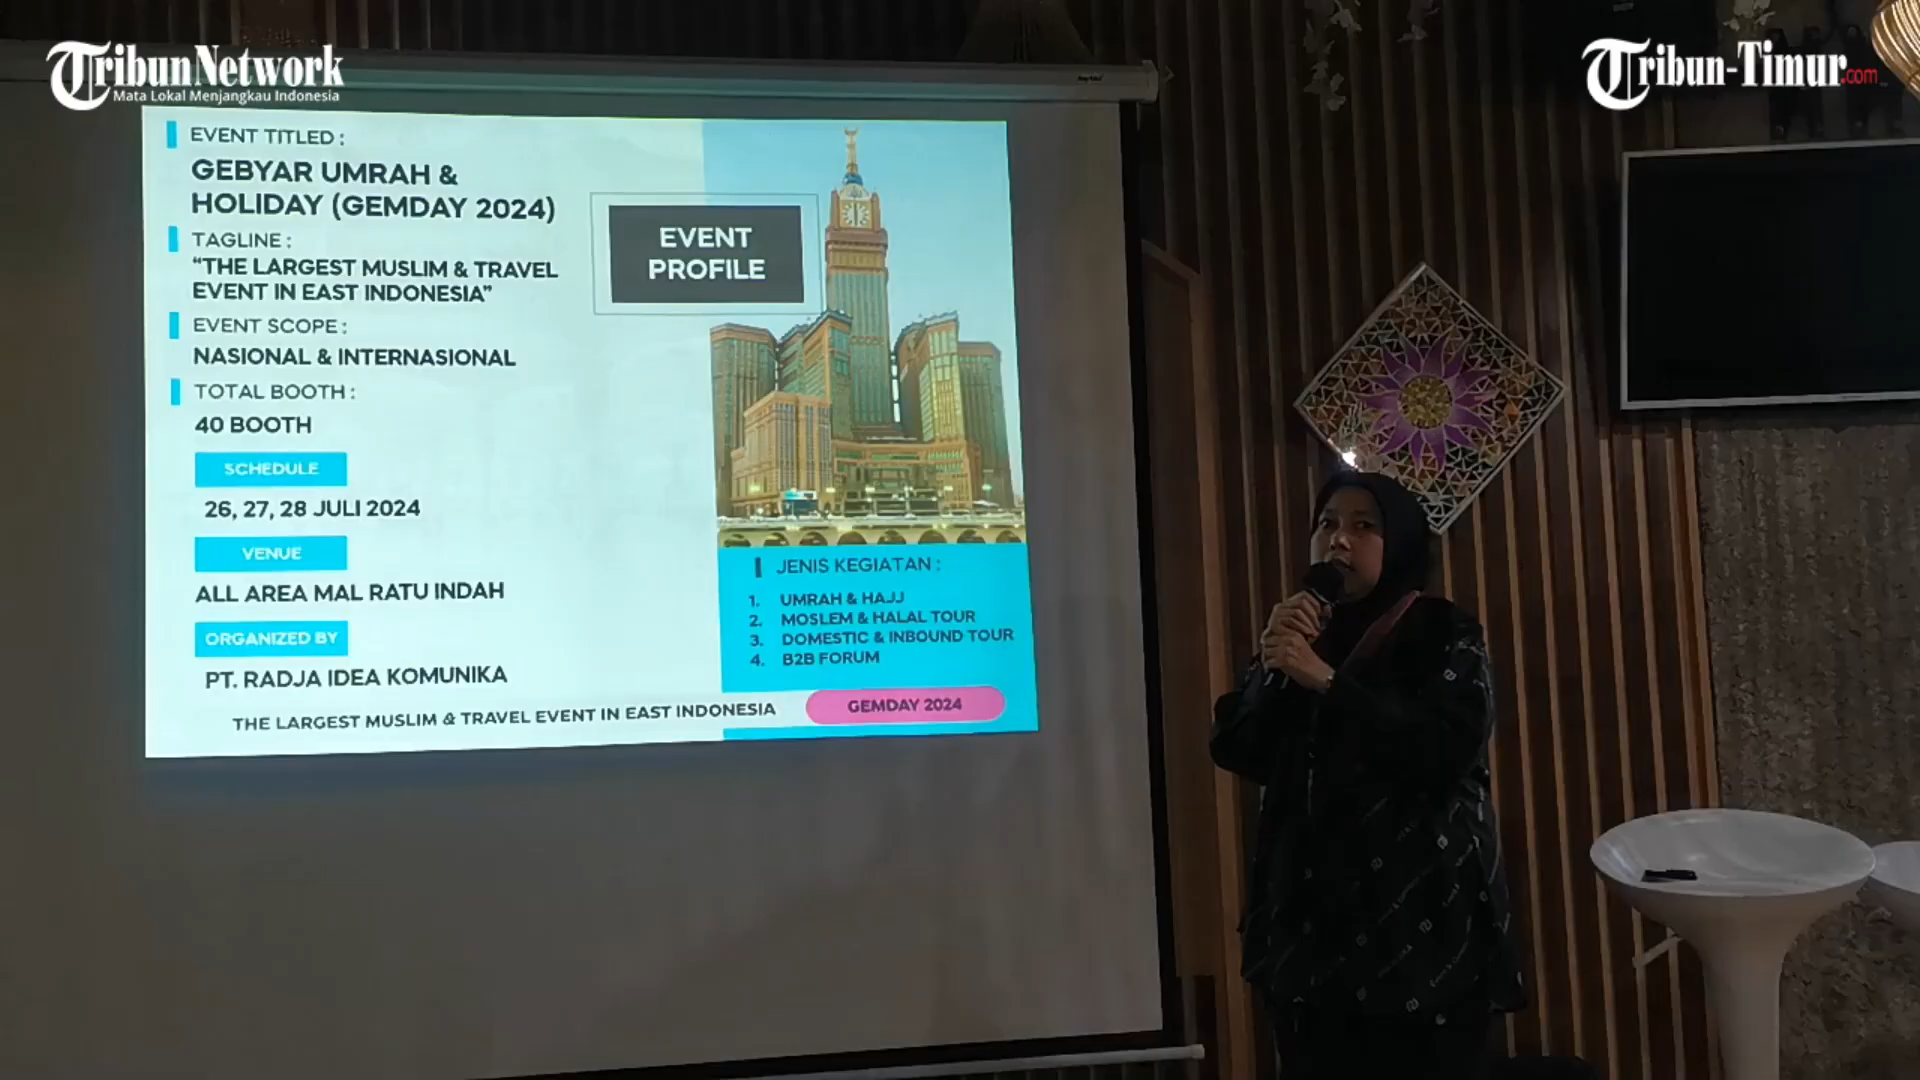 TribunNetwork
Mata Lokal Menjangkau Indonesia
Tribun-Timur.com
EVENT TITLED :
GEBYAR UMRAH &
HOLIDAY (GEMDAY 2024)
TAGLINE :
“THE LARGEST MUSLIM & TRAVEL
EVENT IN EAST INDONESIA”
EVENT SCOPE :
NASIONAL & INTERNASIONAL
TOTAL BOOTH :
40 BOOTH
SCHEDULE
26, 27, 28 JULI 2024
VENUE
ALL AREA MAL RATU INDAH
ORGANIZED BY
PT. RADJA IDEA KOMUNIKA
THE LARGEST MUSLIM & TRAVEL EVENT IN EAST INDONESIA
EVENT
PROFILE
JENIS KEGIATAN :
1. UMRAH & HAJJ
2. MOSLEM & HALAL TOUR
3. DOMESTIC & INBOUND TOUR
4. B2B FORUM
GEMDAY 2024